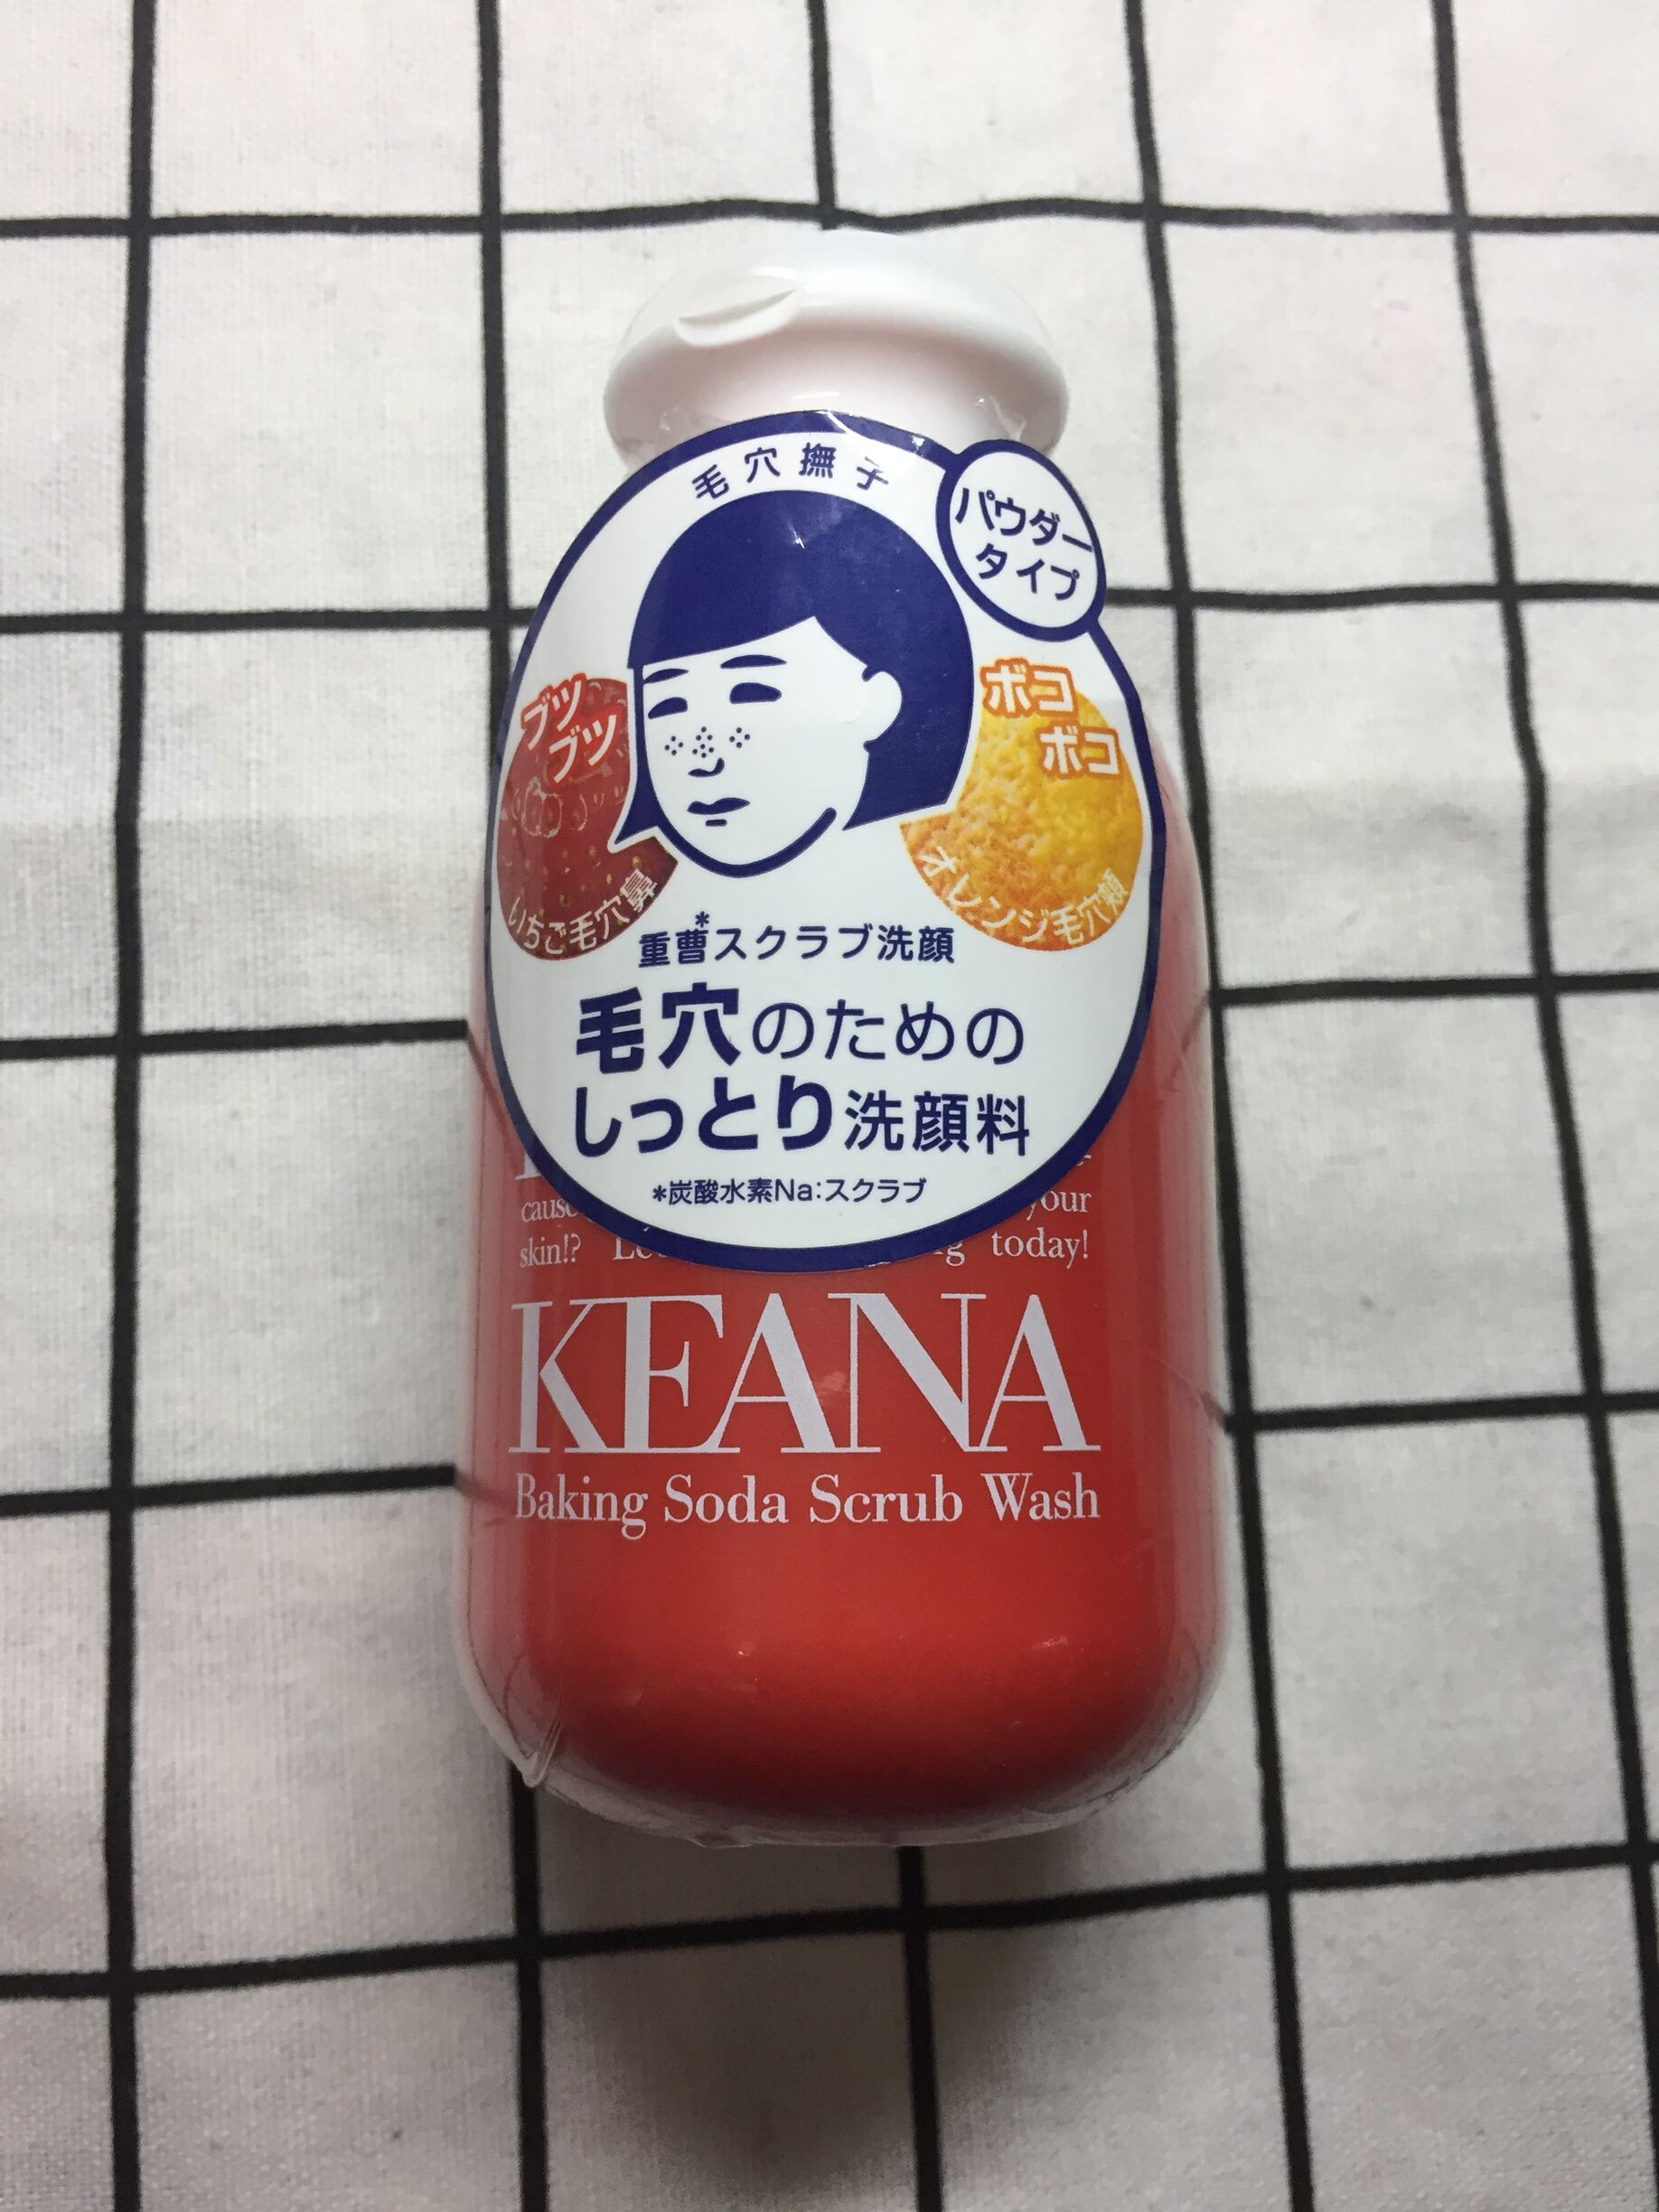 毛穴撫子
パウダー
タイプ
ブツ
ブツ
ボコ
ボコ
いちご毛穴鼻
オレンジ毛穴頬
重曹*スクラブ洗顔
毛穴のための
しっとり洗顔料
*炭酸水素Na:スクラブ
your
skin!? today!
KEANA
Baking Soda Scrub Wash